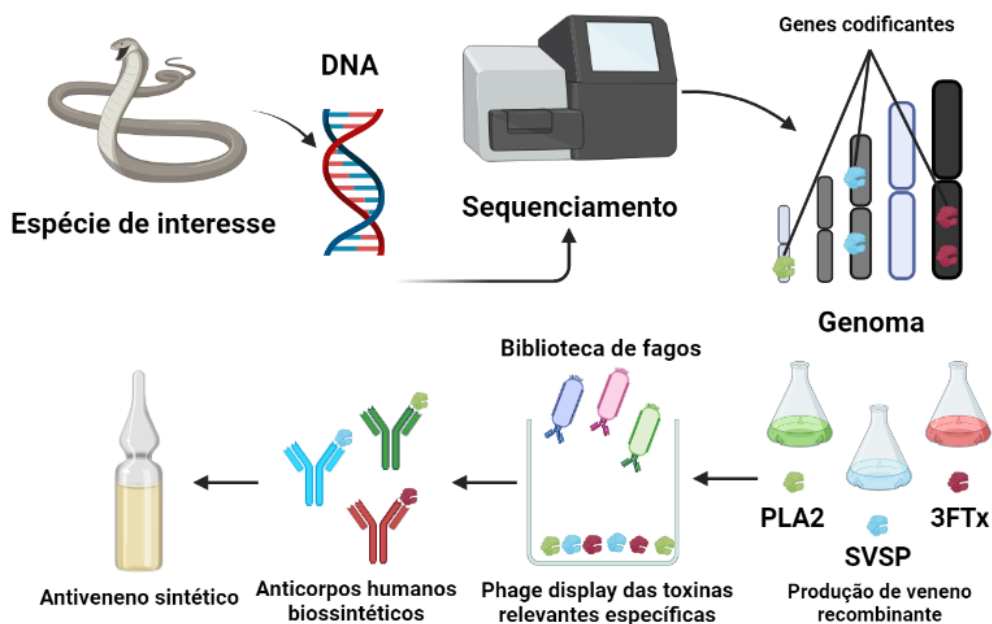 Genes codificantes
DNA
Espécie de interesse
Sequenciamento
Genoma
Biblioteca de fagos
PLA2
SVSP
3FTx
Produção de veneno
recombinante
Phage display das toxinas
relevantes específicas
Anticorpos humanos
biossintéticos
Antiveneno sintético